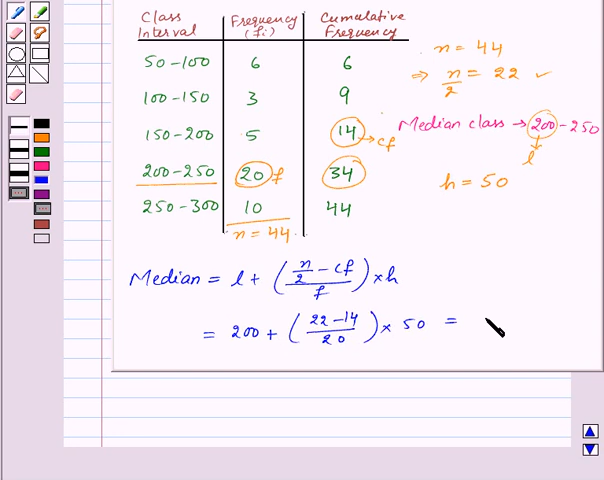 Class Interval Frequency (fi) Cumulative Frequency
50-100 6 6
100-150 3 9
150-200 5 14 → cf
200-250 20 f 34
250-300 10 44
n = 44
n = 44
⇒ n/2 = 22 ✓
Median class → 200-250
↓
l
h = 50
Median = l + ( (n/2 - cf)/f ) × h
= 200 + ( (22-14)/20 ) × 50 =